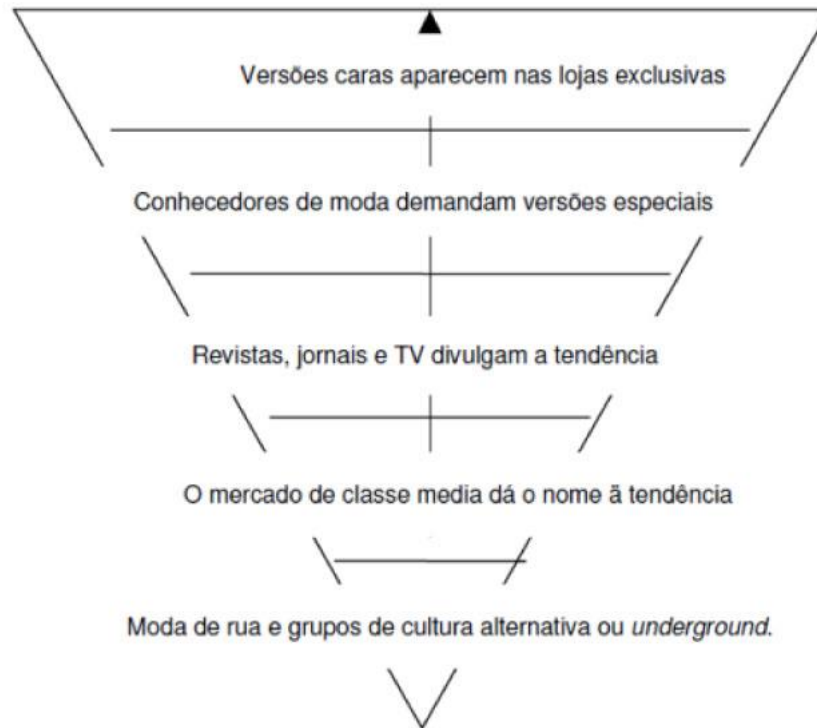 Versões caras aparecem nas lojas exclusivas
Conhecedores de moda demandam versões especiais
Revistas, jornais e TV divulgam a tendência
O mercado de classe media dá o nome ã tendência
Moda de rua e grupos de cultura alternativa ou underground.